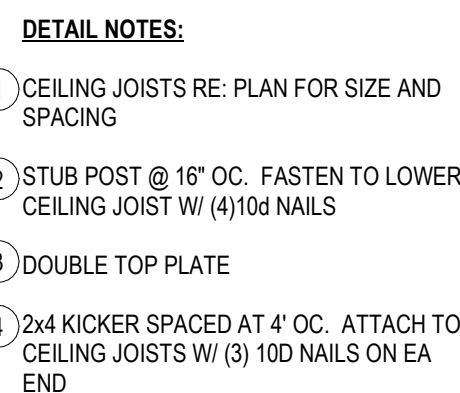 DETAIL NOTES:
1 CEILING JOISTS RE: PLAN FOR SIZE AND
SPACING
2 STUB POST @ 16" OC. FASTEN TO LOWER
CEILING JOIST W/ (4)10d NAILS
3 DOUBLE TOP PLATE
4 2x4 KICKER SPACED AT 4' OC. ATTACH TO
CEILING JOISTS W/ (3) 10D NAILS ON EA
END